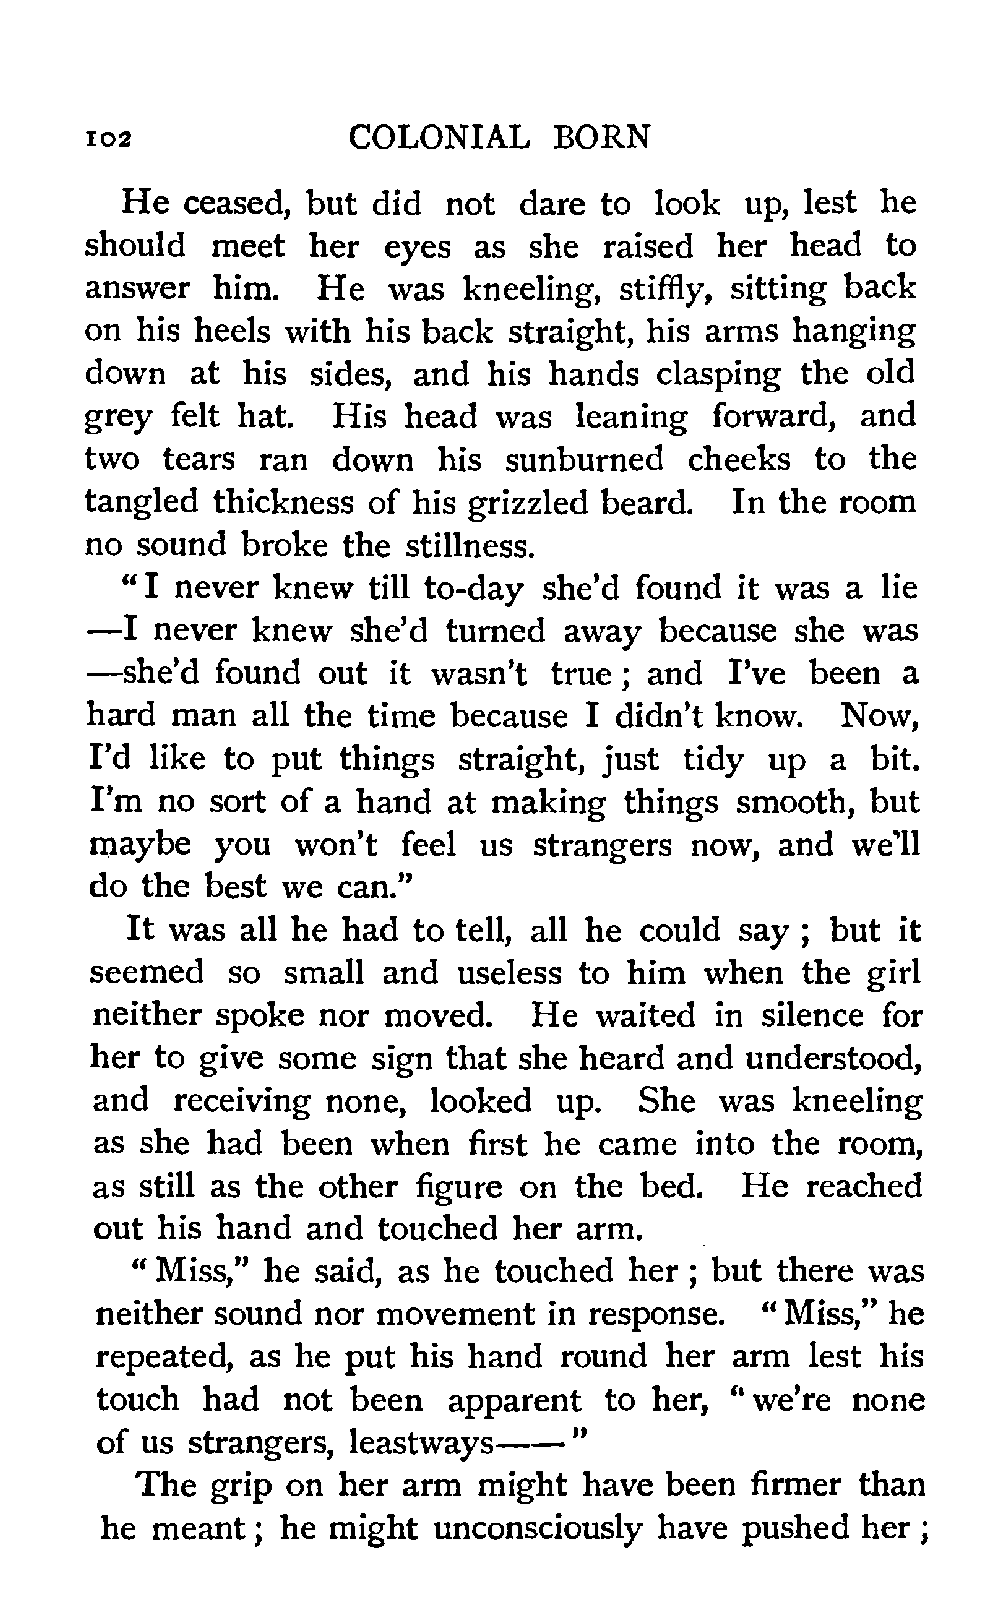 102 COLONIAL BORN
He ceased, but did not dare to look up, lest he
should meet her eyes as she raised her head to
answer him. He was kneeling, stiffly, sitting back
on his heels with his back straight, his arms hanging
down at his sides, and his hands clasping the old
grey felt hat. His head was leaning forward, and
two tears ran down his sunburned cheeks to the
tangled thickness of his grizzled beard. In the room
no sound broke the stillness.
“I never knew till to-day she’d found it was a lie
—I never knew she’d turned away because she was
—she’d found out it wasn’t true ; and I’ve been a
hard man all the time because I didn’t know. Now,
I’d like to put things straight, just tidy up a bit.
I’m no sort of a hand at making things smooth, but
maybe you won’t feel us strangers now, and we’ll
do the best we can.”
It was all he had to tell, all he could say ; but it
seemed so small and useless to him when the girl
neither spoke nor moved. He waited in silence for
her to give some sign that she heard and understood,
and receiving none, looked up. She was kneeling
as she had been when first he came into the room,
as still as the other figure on the bed. He reached
out his hand and touched her arm.
“ Miss,” he said, as he touched her ; but there was
neither sound nor movement in response. “ Miss,” he
repeated, as he put his hand round her arm lest his
touch had not been apparent to her, “ we’re none
of us strangers, leastways—— ”
The grip on her arm might have been firmer than
he meant ; he might unconsciously have pushed her ;